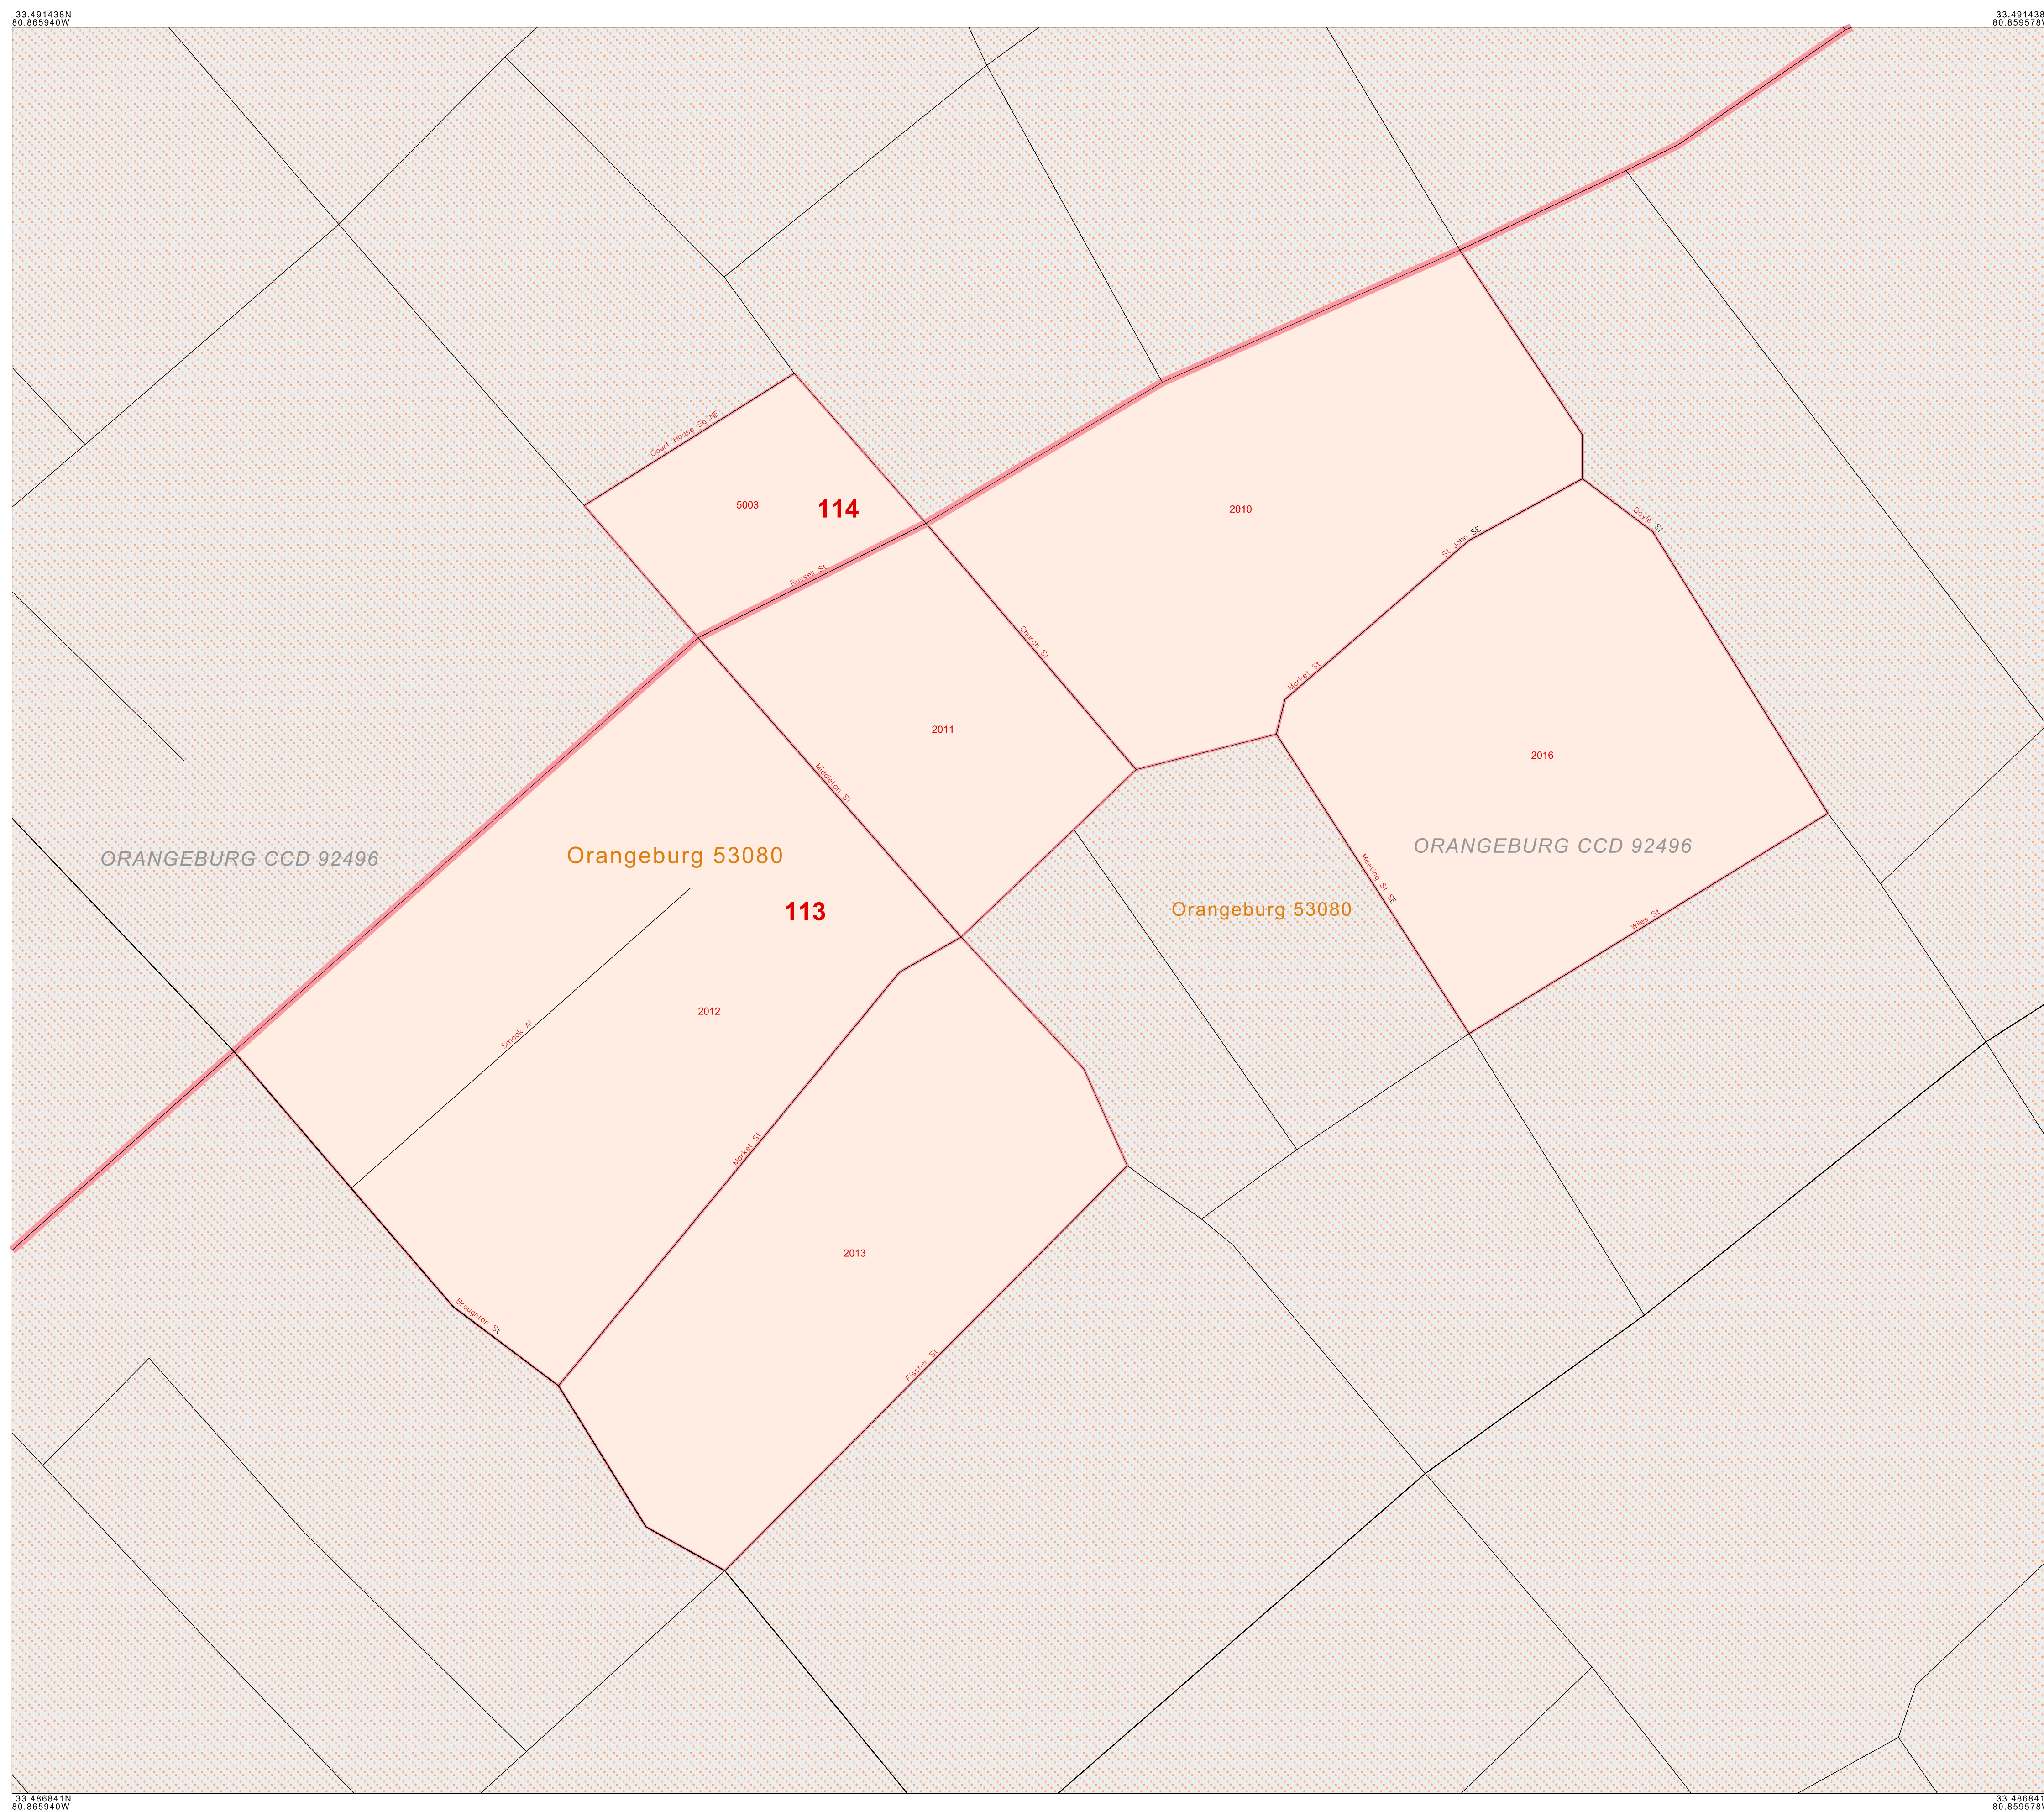 33.491438N
80.865940W
33.491438
80.859578W
Court House Sq NE
5003
114
2010
Doyle St
St John SE
Russell St
Church St
Market St
2011
2016
Middleton St
ORANGEBURG CCD 92496
Orangeburg 53080
ORANGEBURG CCD 92496
Meeting St SE
113
Orangeburg 53080
Wiles St
2012
Smoak Al
Market St
2013
Broughton St
Fischer St
33.486841N
80.865940W
33.486841
80.859578W